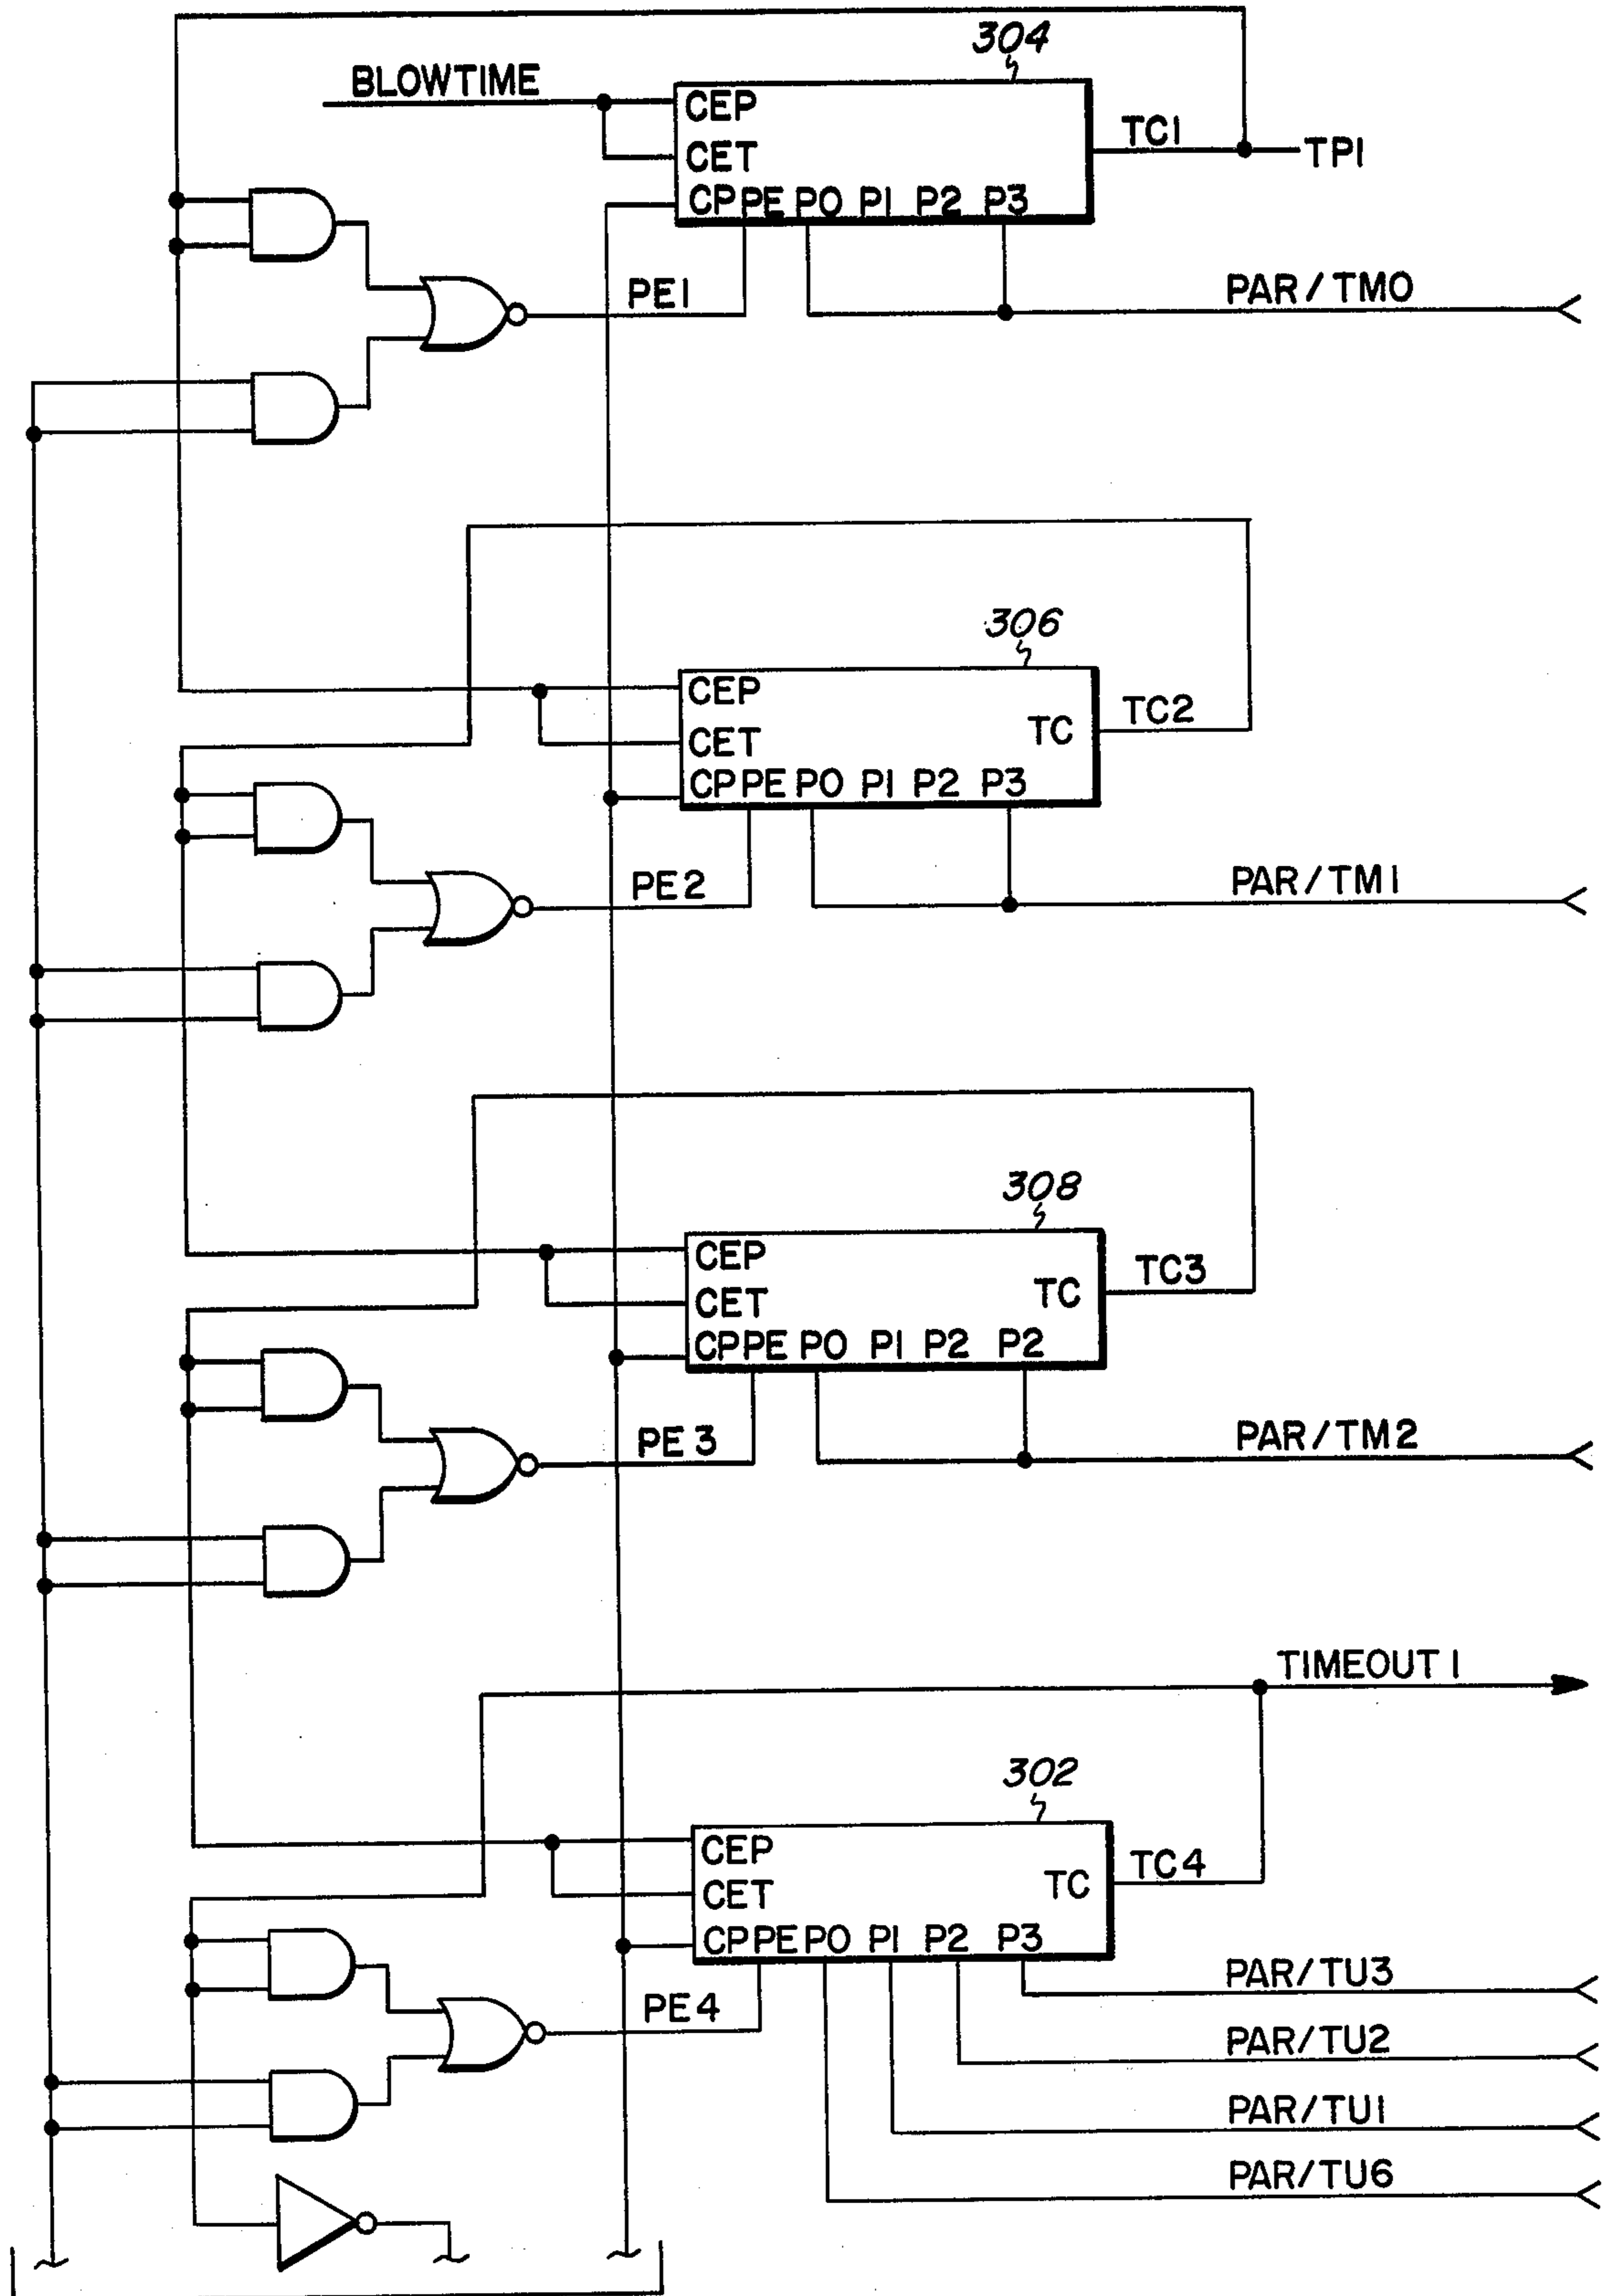 304
BLOWTIME
CEP
TC1
TP1
CET
CP PE P0 P1 P2 P3
PE1
PAR/TM0
306
CEP
TC TC2
CET
CP PE P0 P1 P2 P3
PE2
PAR/TM1
308
CEP
TC TC3
CET
CP PE P0 P1 P2 P2
PE3
PAR/TM2
TIMEOUT 1
302
CEP
TC TC4
CET
CP PE P0 P1 P2 P3
PAR/TU3
PE4
PAR/TU2
PAR/TU1
PAR/TU6